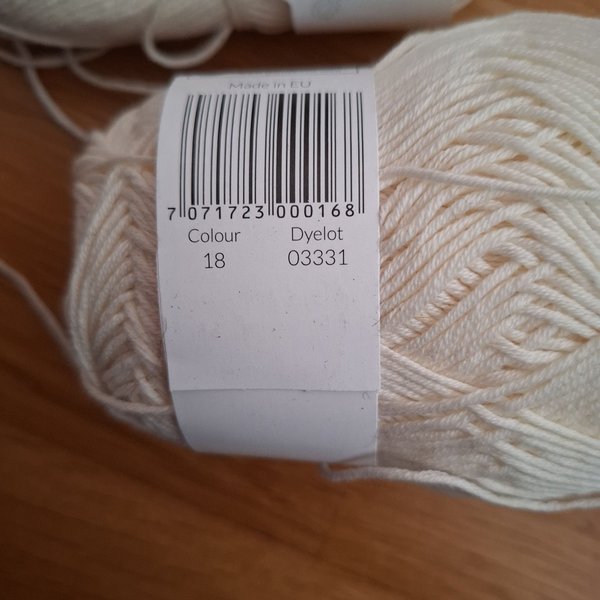 Made in EU
7 071723 000168
Colour Dyelot
18 03331